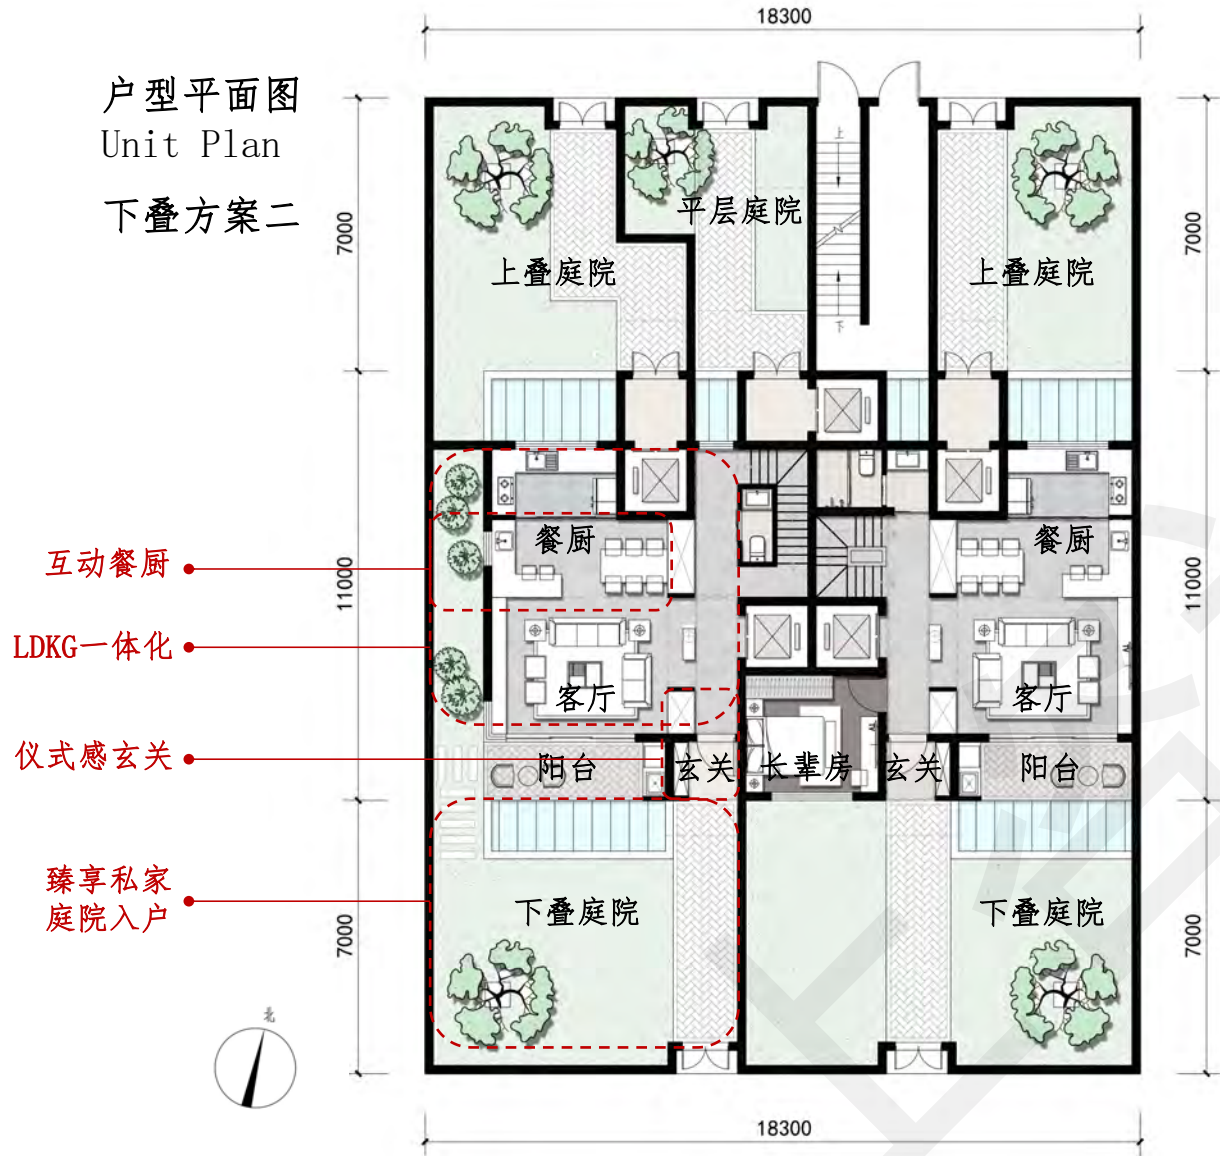 18300
户型平面图
Unit Plan
下叠方案二
上
平层庭院
7000
7000
上叠庭院
上叠庭院
下
餐厨
餐厨
互动餐厨
11000
11000
LDKG一体化
客厅
客厅
仪式感玄关
阳台
玄关
长辈房
玄关
阳台
臻享私家
庭院入户
下叠庭院
下叠庭院
7000
7000
北
18300